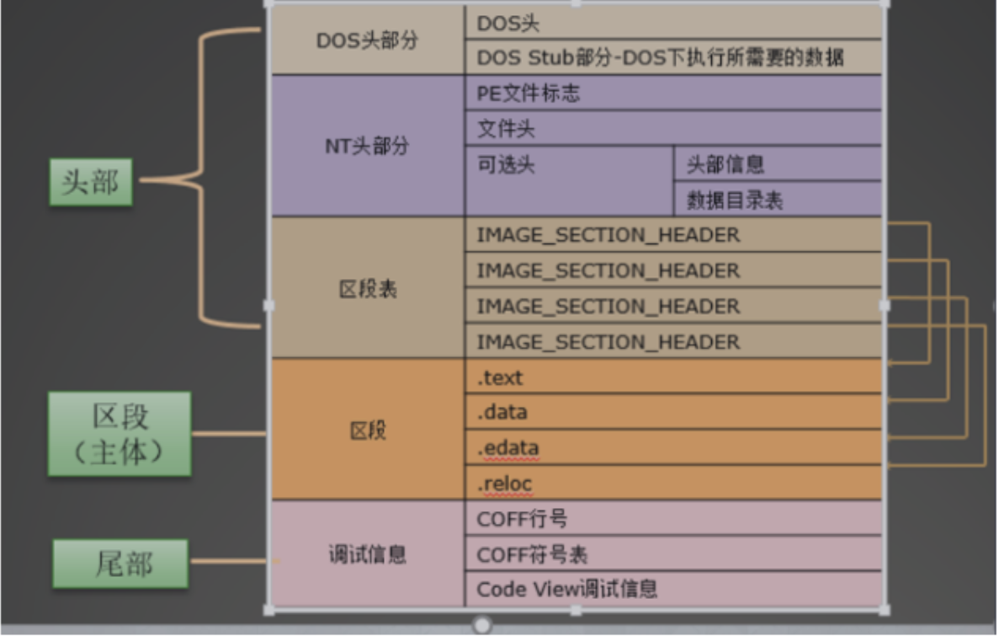 DOS头部分
DOS头
DOS Stub部分-DOS下执行所需要的数据
NT头部分
PE文件标志
文件头
可选头
头部信息
数据目录表
头部
区段表
IMAGE_SECTION_HEADER
IMAGE_SECTION_HEADER
IMAGE_SECTION_HEADER
IMAGE_SECTION_HEADER
区段
（主体）
区段
.text
.data
.edata
.reloc
尾部
调试信息
COFF行号
COFF符号表
Code View调试信息